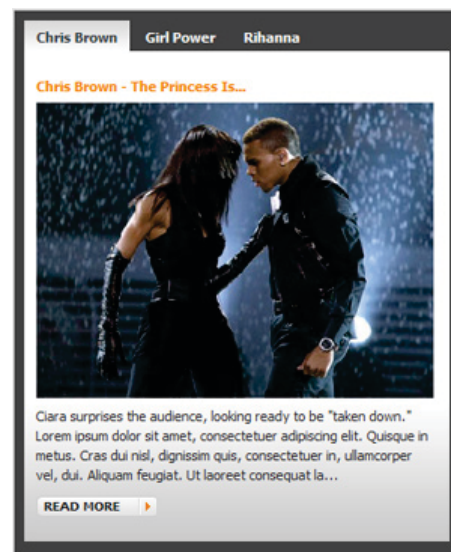 Chris Brown Girl Power Rihanna
Chris Brown - The Princess Is...
Ciara surprises the audience, looking ready to be "taken down."
Lorem ipsum dolor sit amet, consectetuer adipiscing elit. Quisque in
metus. Cras dui nisl, dignissim quis, consectetuer in, ullamcorper
vel, dui. Aliquam feugiat. Ut laoreet consequat la...
READ MORE